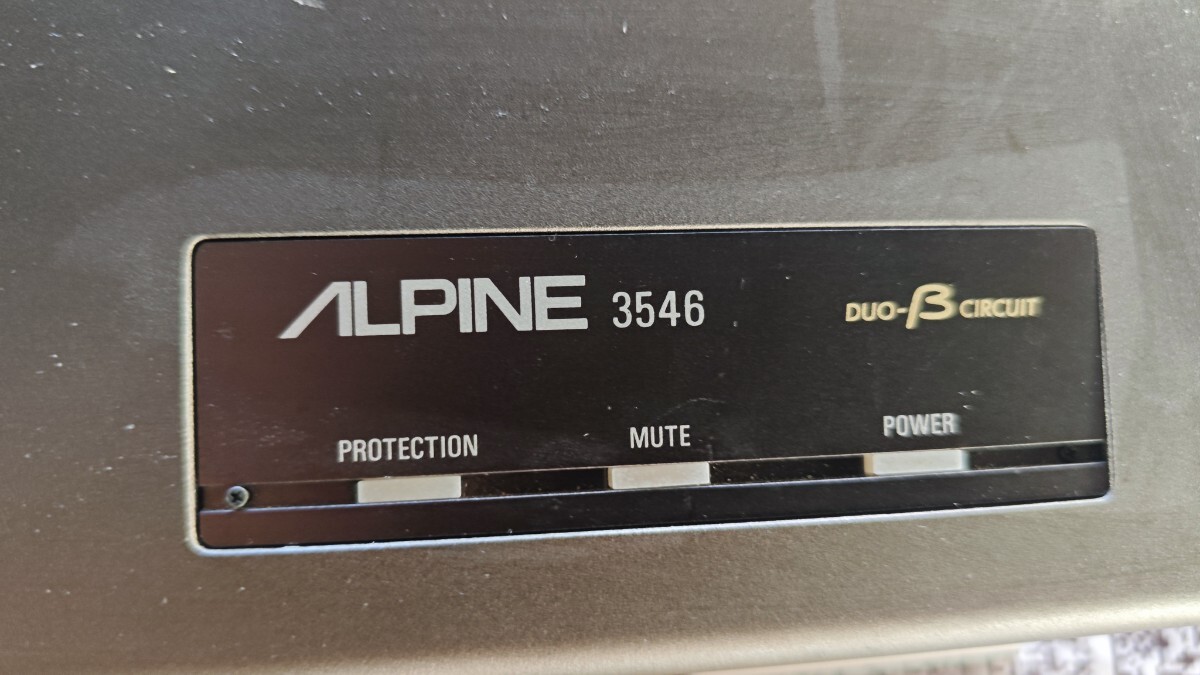 ALPINE 3546
DUO-β CIRCUIT
PROTECTION
MUTE
POWER